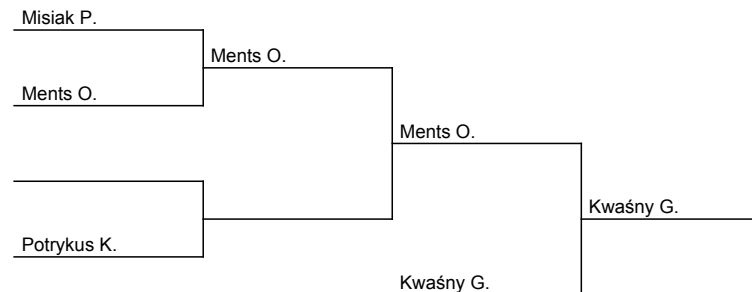 Misiak P.
Ments O.
Ments O.
Ments O.
Kwaśny G.
Potrykus K.
Kwaśny G.